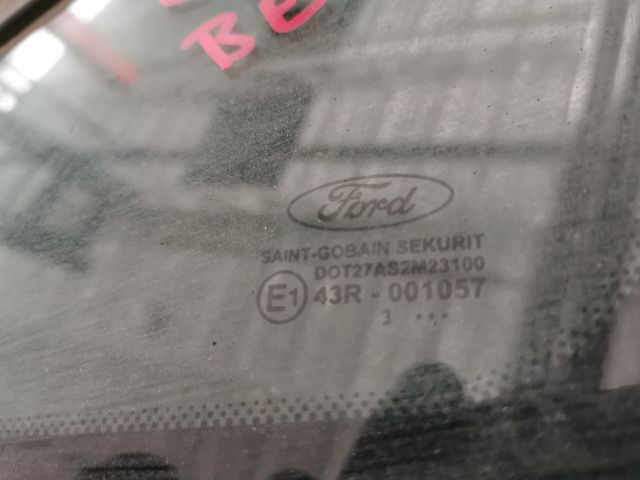 BE
Ford
SAINT-GOBAIN SEKURIT
DOT27AS2M23100
E1 43R - 001057
3 ...